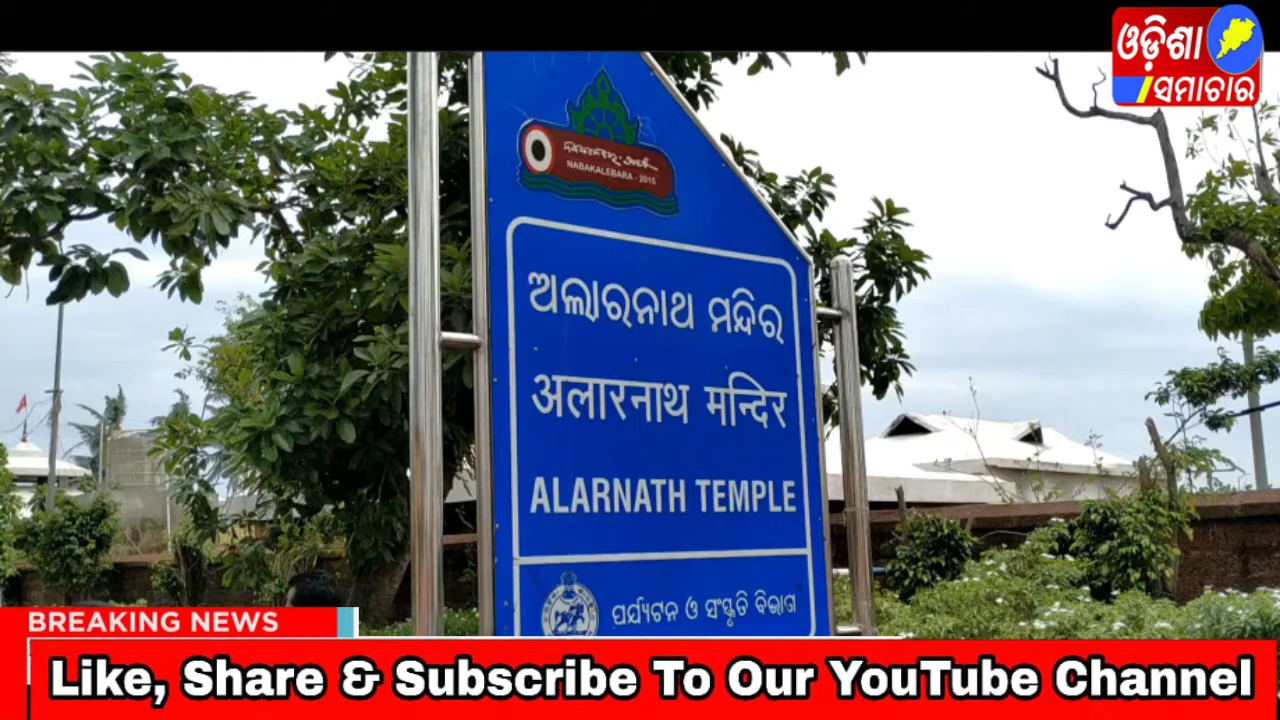 ଓଡ଼ିଶା
ସମାଚାର
NABAKALEBARA - 2015
ଅଲାରନାଥ ମନ୍ଦିର
अलारनाथ मन्दिर
ALARNATH TEMPLE
ପର୍ଯ୍ୟଟନ ଓ ସଂସ୍କୃତି ବିଭାଗ
BREAKING NEWS
Like, Share & Subscribe To Our YouTube Channel